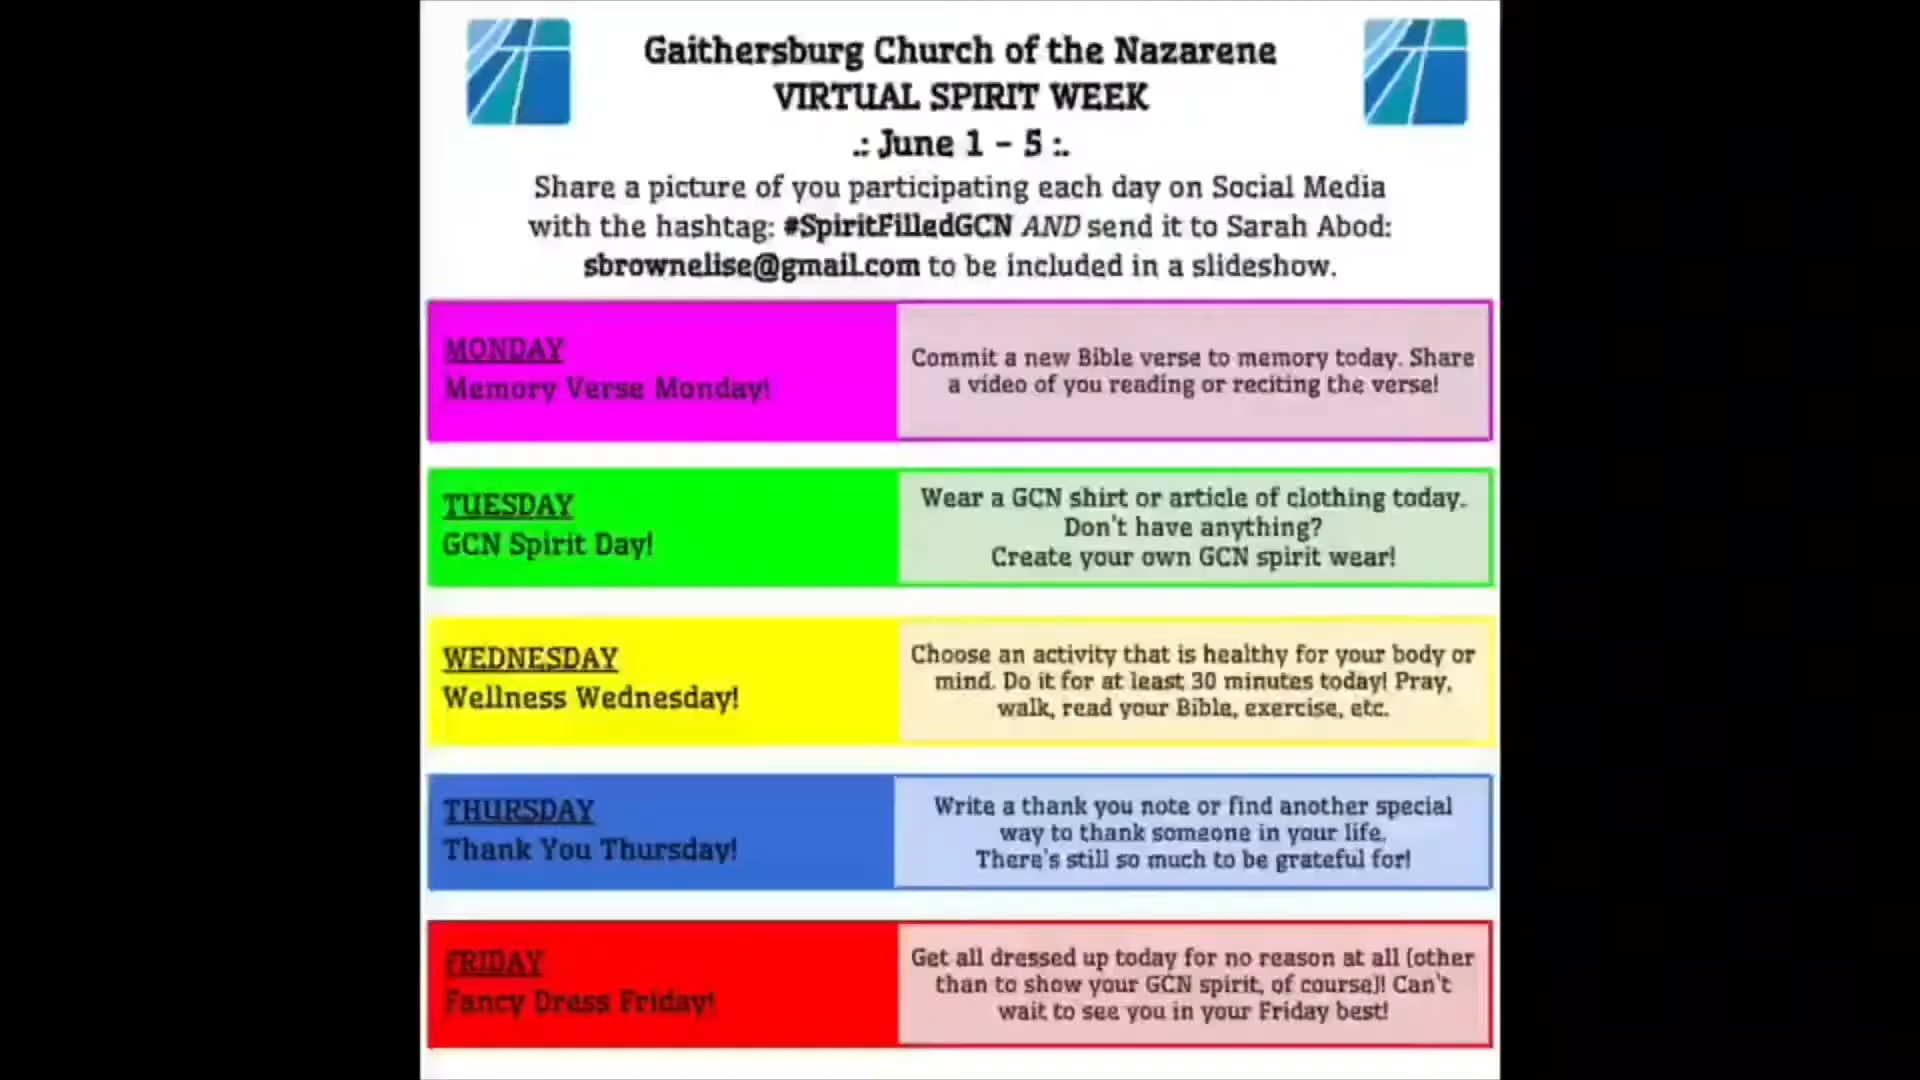 Gaithersburg Church of the Nazarene
VIRTUAL SPIRIT WEEK
.: June 1 - 5 :.
Share a picture of you participating each day on Social Media
with the hashtag: #SpiritFilledGCN AND send it to Sarah Abod:
sbrownelise@gmail.com to be included in a slideshow.
MONDAY
Memory Verse Monday!
Commit a new Bible verse to memory today. Share
a video of you reading or reciting the verse!
TUESDAY
GCN Spirit Day!
Wear a GCN shirt or article of clothing today.
Don't have anything?
Create your own GCN spirit wear!
WEDNESDAY
Wellness Wednesday!
Choose an activity that is healthy for your body or
mind. Do it for at least 30 minutes today! Pray,
walk, read your Bible, exercise, etc.
THURSDAY
Thank You Thursday!
Write a thank you note or find another special
way to thank someone in your life.
There's still so much to be grateful for!
FRIDAY
Fancy Dress Friday!
Get all dressed up today for no reason at all (other
than to show your GCN spirit, of course)! Can't
wait to see you in your Friday best!